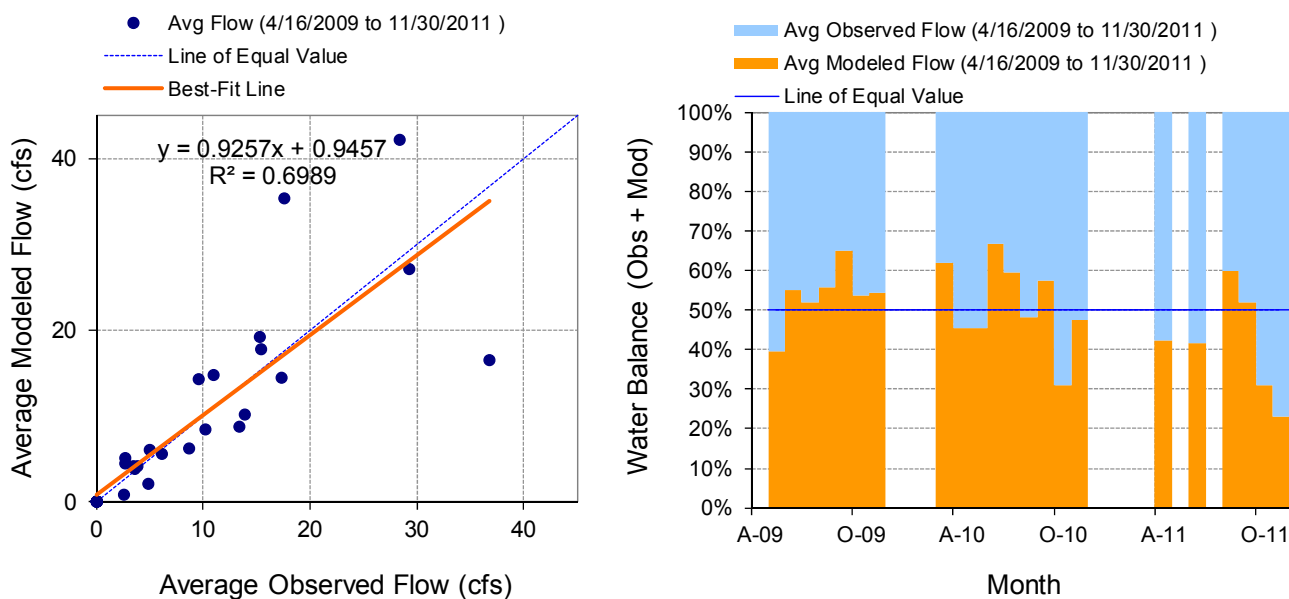 Avg Flow (4/16/2009 to 11/30/2011 )
Line of Equal Value
Best-Fit Line
y = 0.9257x + 0.9457
R² = 0.6989
Average Modeled Flow (cfs)
40
20
0
0 10 20 30 40
Average Observed Flow (cfs)
Avg Observed Flow (4/16/2009 to 11/30/2011 )
Avg Modeled Flow (4/16/2009 to 11/30/2011 )
Line of Equal Value
Water Balance (Obs + Mod)
100%
90%
80%
70%
60%
50%
40%
30%
20%
10%
0%
A-09 O-09 A-10 O-10 A-11 O-11
Month